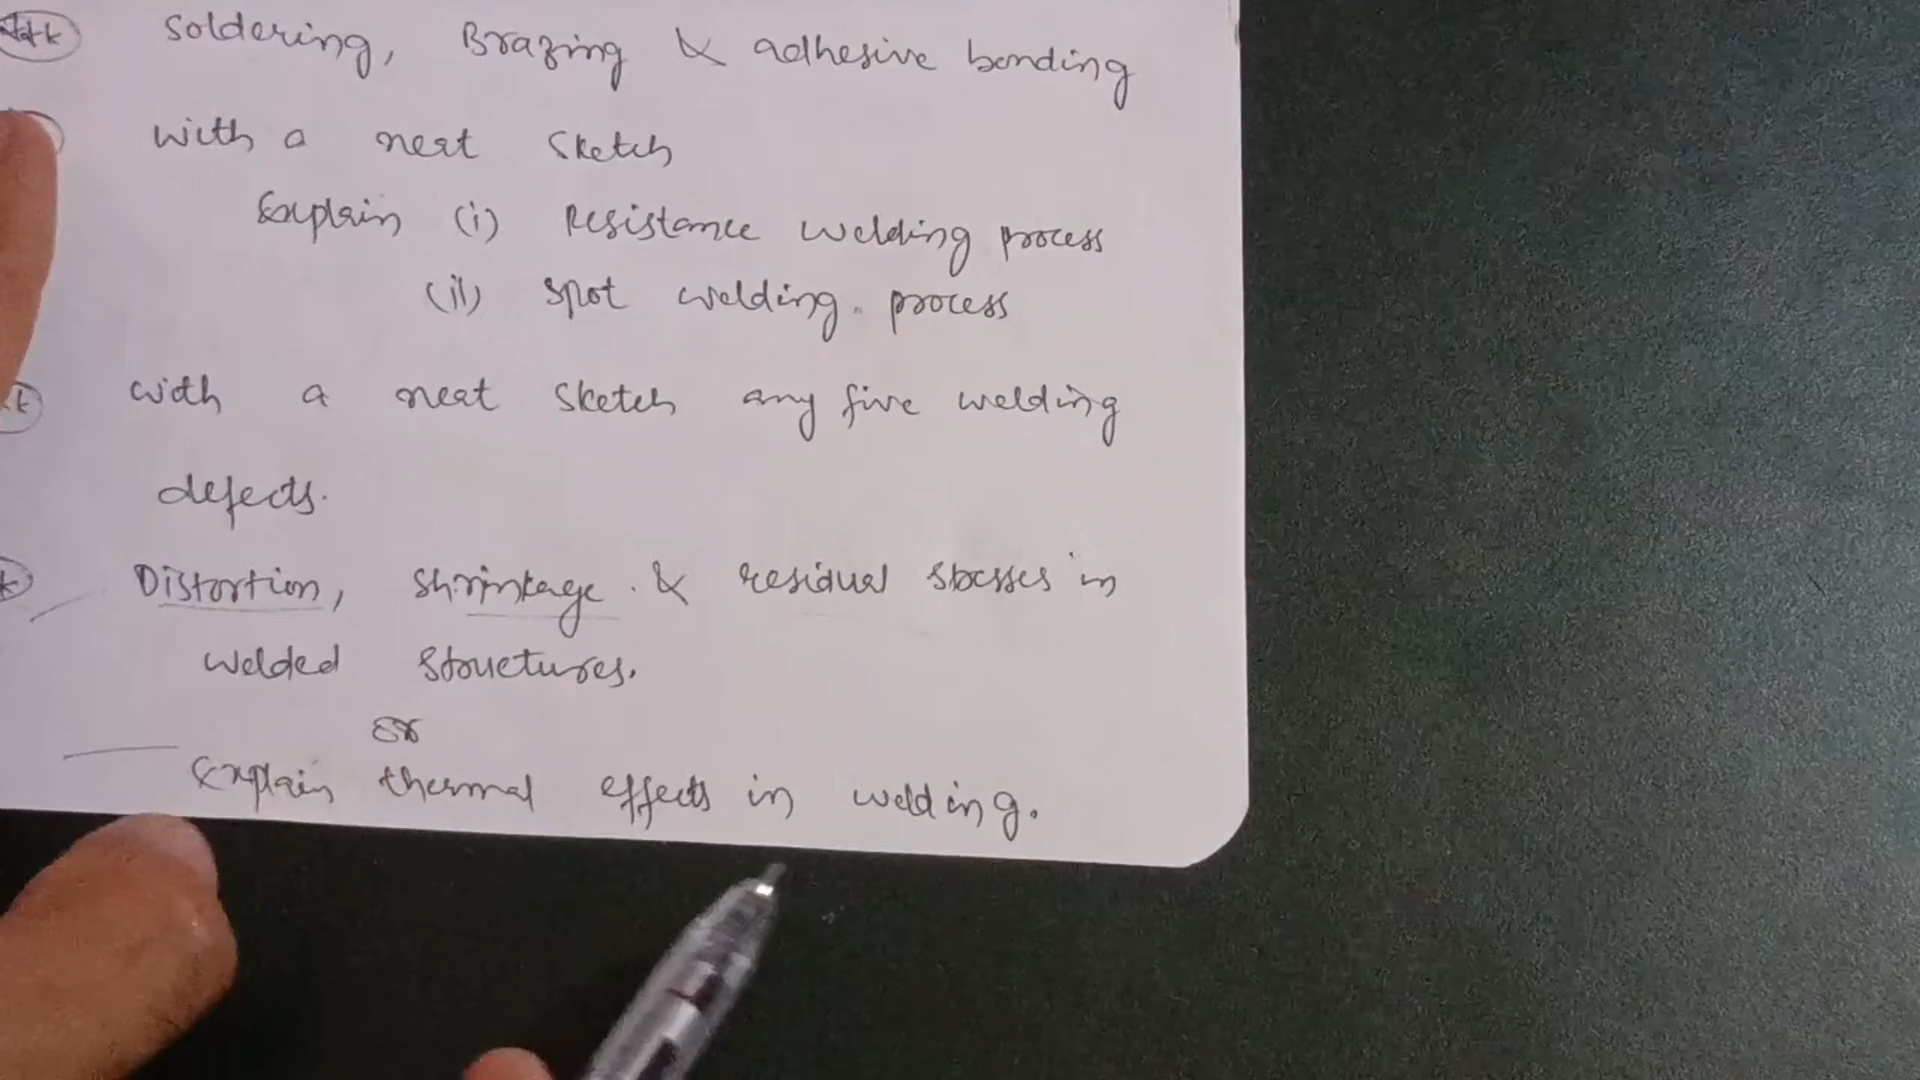 Soldering, Brazing & adhesive bonding
with a neat sketch
Explain (i) Resistance welding process
(ii) spot welding process
with a neat sketch any five welding
defects.
Distortion, shrinkage & residual stresses in
welded structures.
or
Explain thermal effects in welding.